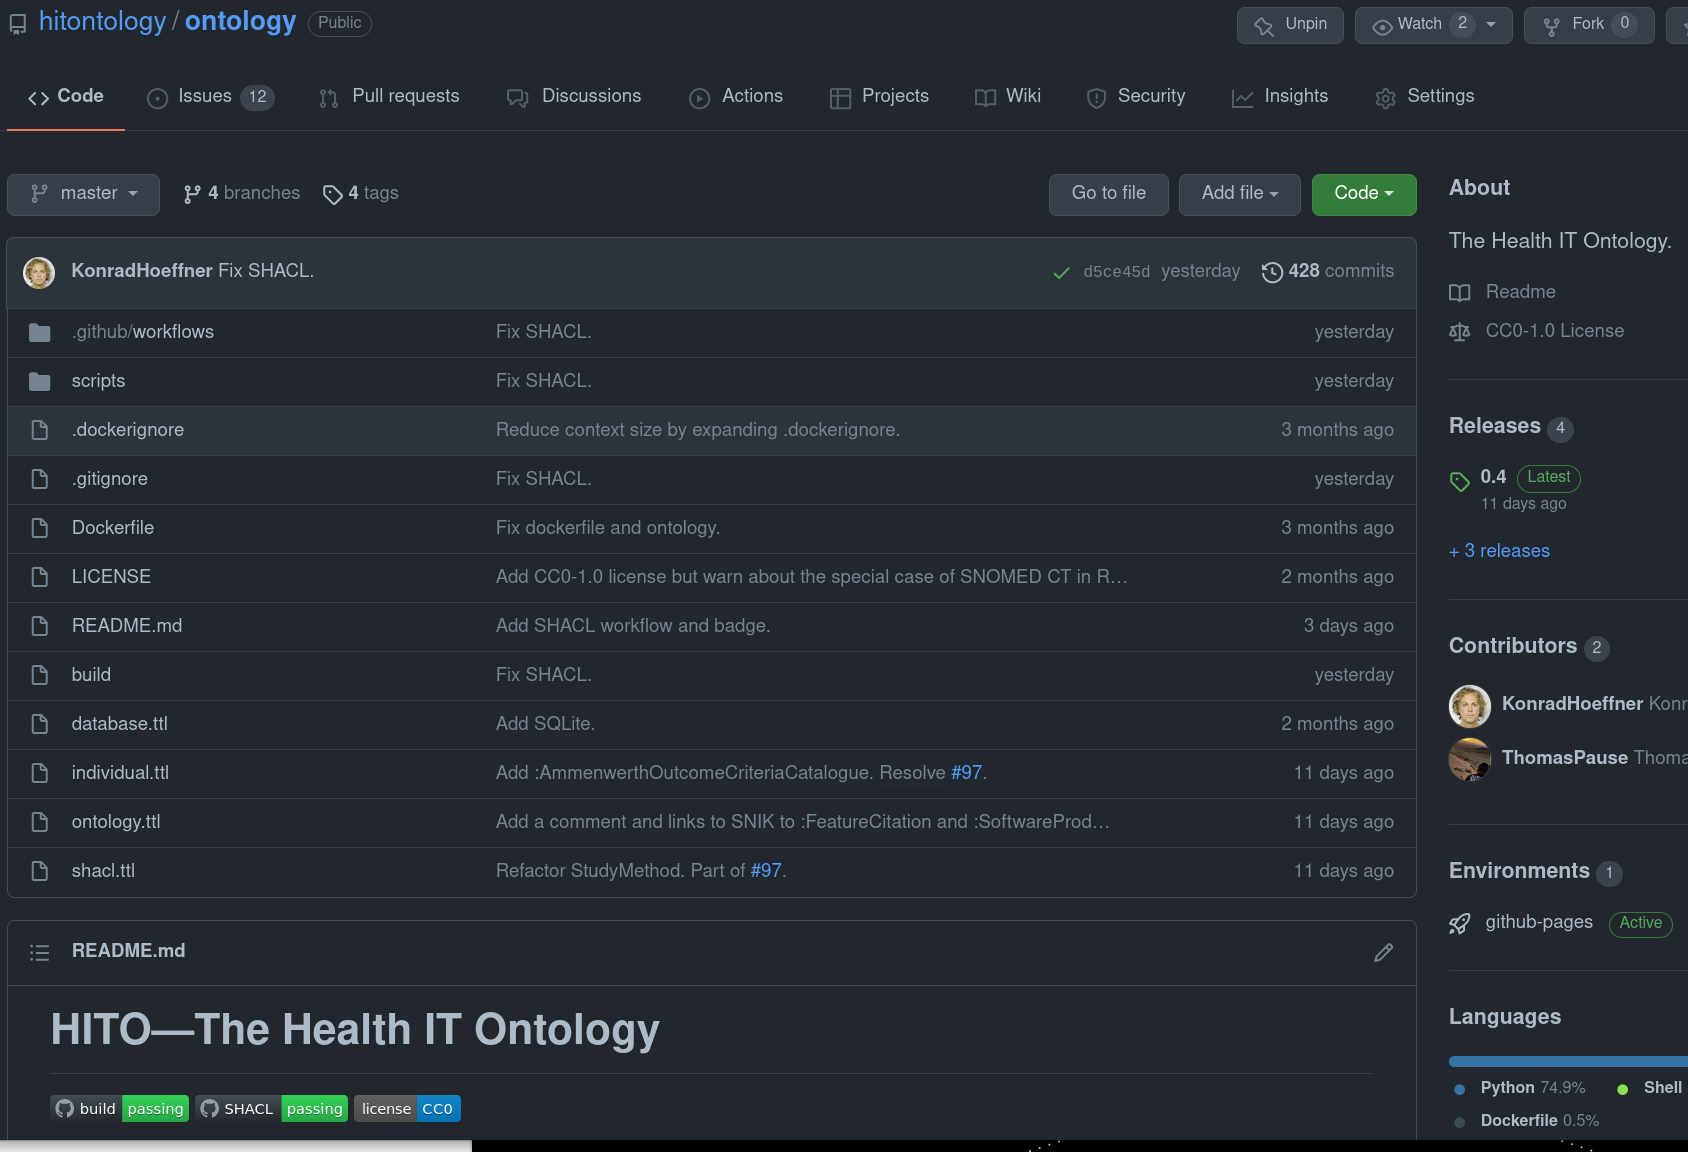 hitontology / ontology Public Unpin Watch 2 Fork 0
Code Issues 12 Pull requests Discussions Actions Projects Wiki Security Insights Settings
master 4 branches 4 tags Go to file Add file Code
KonradHoeffner Fix SHACL. d5ce45d yesterday 428 commits
.github/workflows Fix SHACL. yesterday
scripts Fix SHACL. yesterday
.dockerignore Reduce context size by expanding .dockerignore. 3 months ago
.gitignore Fix SHACL. yesterday
Dockerfile Fix dockerfile and ontology. 3 months ago
LICENSE Add CC0-1.0 license but warn about the special case of SNOMED CT in R… 2 months ago
README.md Add SHACL workflow and badge. 3 days ago
build Fix SHACL. yesterday
database.ttl Add SQLite. 2 months ago
individual.ttl Add :AmmenwerthOutcomeCriteriaCatalogue. Resolve #97. 11 days ago
ontology.ttl Add a comment and links to SNIK to :FeatureCitation and :SoftwareProd… 11 days ago
shacl.ttl Refactor StudyMethod. Part of #97. 11 days ago
README.md
HITO—The Health IT Ontology
build passing SHACL passing license CC0
About
The Health IT Ontology.
Readme
CC0-1.0 License
Releases 4
0.4 Latest
11 days ago
+ 3 releases
Contributors 2
KonradHoeffner Konr
ThomasPause Thoma
Environments 1
github-pages Active
Languages
Python 74.9% Shell
Dockerfile 0.5%